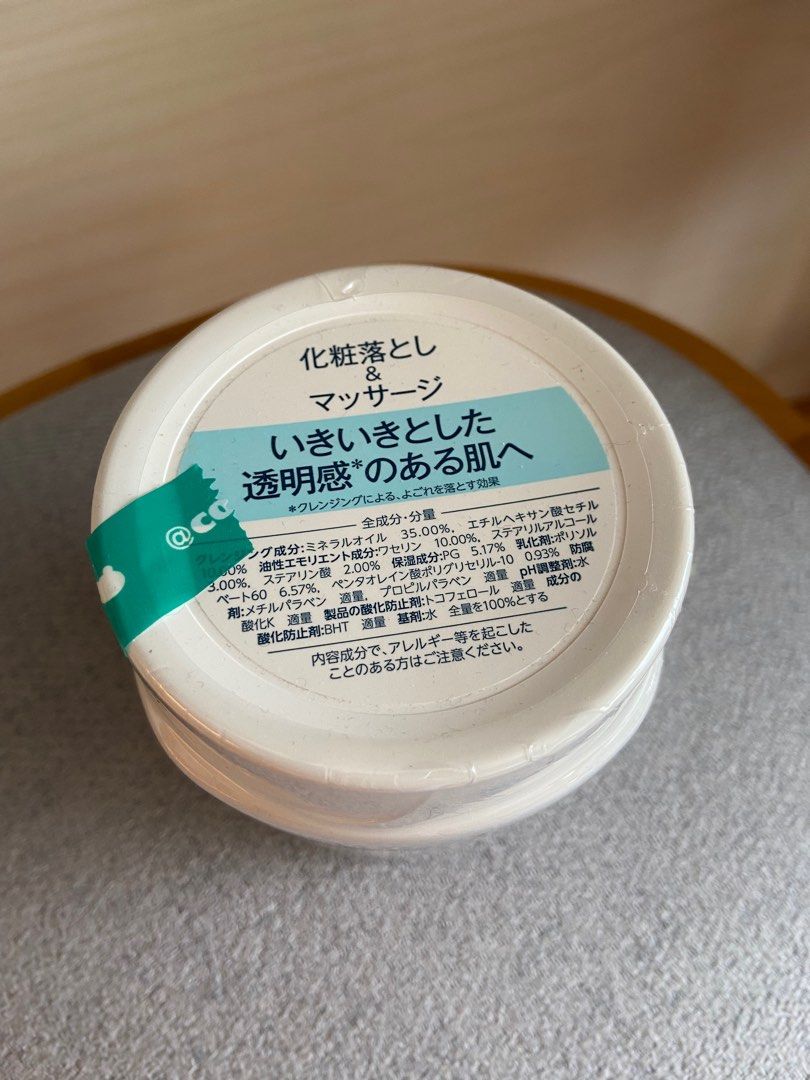 化粧落とし
&
マッサージ
いきいきとした
透明感*のある肌へ
*クレンジングによる、よごれを落とす効果
全成分・分量
クレンジング成分:ミネラルオイル 35.00%、エチルヘキサン酸セチル
10.00% 油性エモリエント成分:ワセリン 10.00%、ステアリルアルコール
3.00%、ステアリン酸 2.00% 保湿成分:PG 5.17% 乳化剤:ポリソル
ベート60 6.57%、ペンタオレイン酸ポリグリセリル-10 0.93% 防腐
剤:メチルパラベン 適量、プロピルパラベン 適量 pH調整剤:水
酸化K 適量 製品の酸化防止剤:トコフェロール 適量 成分の
酸化防止剤:BHT 適量 基剤:水 全量を100%とする
内容成分で、アレルギー等を起こした
ことのある方はご注意ください。
@co